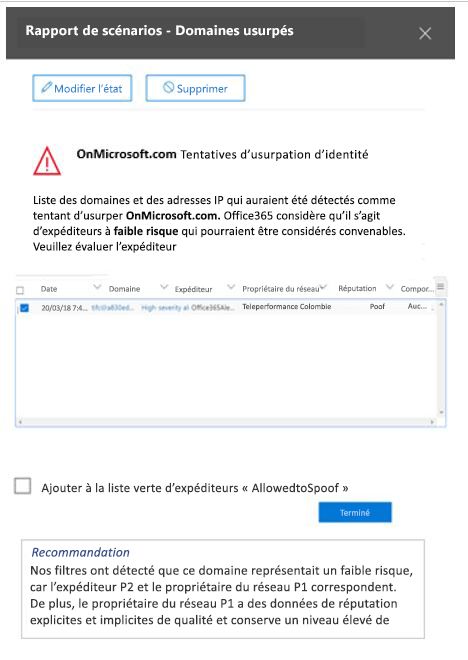 Rapport de scénarios - Domaines usurpés
Modifier l'état Supprimer
OnMicrosoft.com Tentatives d'usurpation d'identité
Liste des domaines et des adresses IP qui auraient été détectés comme
tentant d'usurper OnMicrosoft.com. Office365 considère qu'il s'agit
d'expéditeurs à faible risque qui pourraient être considérés convenables.
Veuillez évaluer l'expéditeur
Date Domaine Expéditeur Propriétaire du réseau Réputation Compor...
20/03/18 7:4... High-severity al Office365Ale... Teleperformance Colombie Poof Auc...
Ajouter à la liste verte d'expéditeurs « AllowedtoSpoof »
Terminé
Recommandation
Nos filtres ont détecté que ce domaine représentait un faible risque,
car l'expéditeur P2 et le propriétaire du réseau P1 correspondent.
De plus, le propriétaire du réseau P1 a des données de réputation
explicites et implicites de qualité et conserve un niveau élevé de